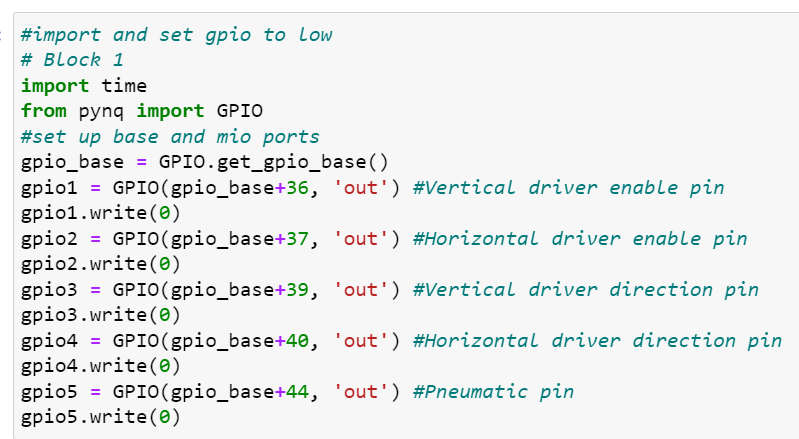 #import and set gpio to low
# Block 1
import time
from pynq import GPIO
#set up base and mio ports
gpio_base = GPIO.get_gpio_base()
gpio1 = GPIO(gpio_base+36, 'out') #Vertical driver enable pin
gpio1.write(0)
gpio2 = GPIO(gpio_base+37, 'out') #Horizontal driver enable pin
gpio2.write(0)
gpio3 = GPIO(gpio_base+39, 'out') #Vertical driver direction pin
gpio3.write(0)
gpio4 = GPIO(gpio_base+40, 'out') #Horizontal driver direction pin
gpio4.write(0)
gpio5 = GPIO(gpio_base+44, 'out') #Pneumatic pin
gpio5.write(0)